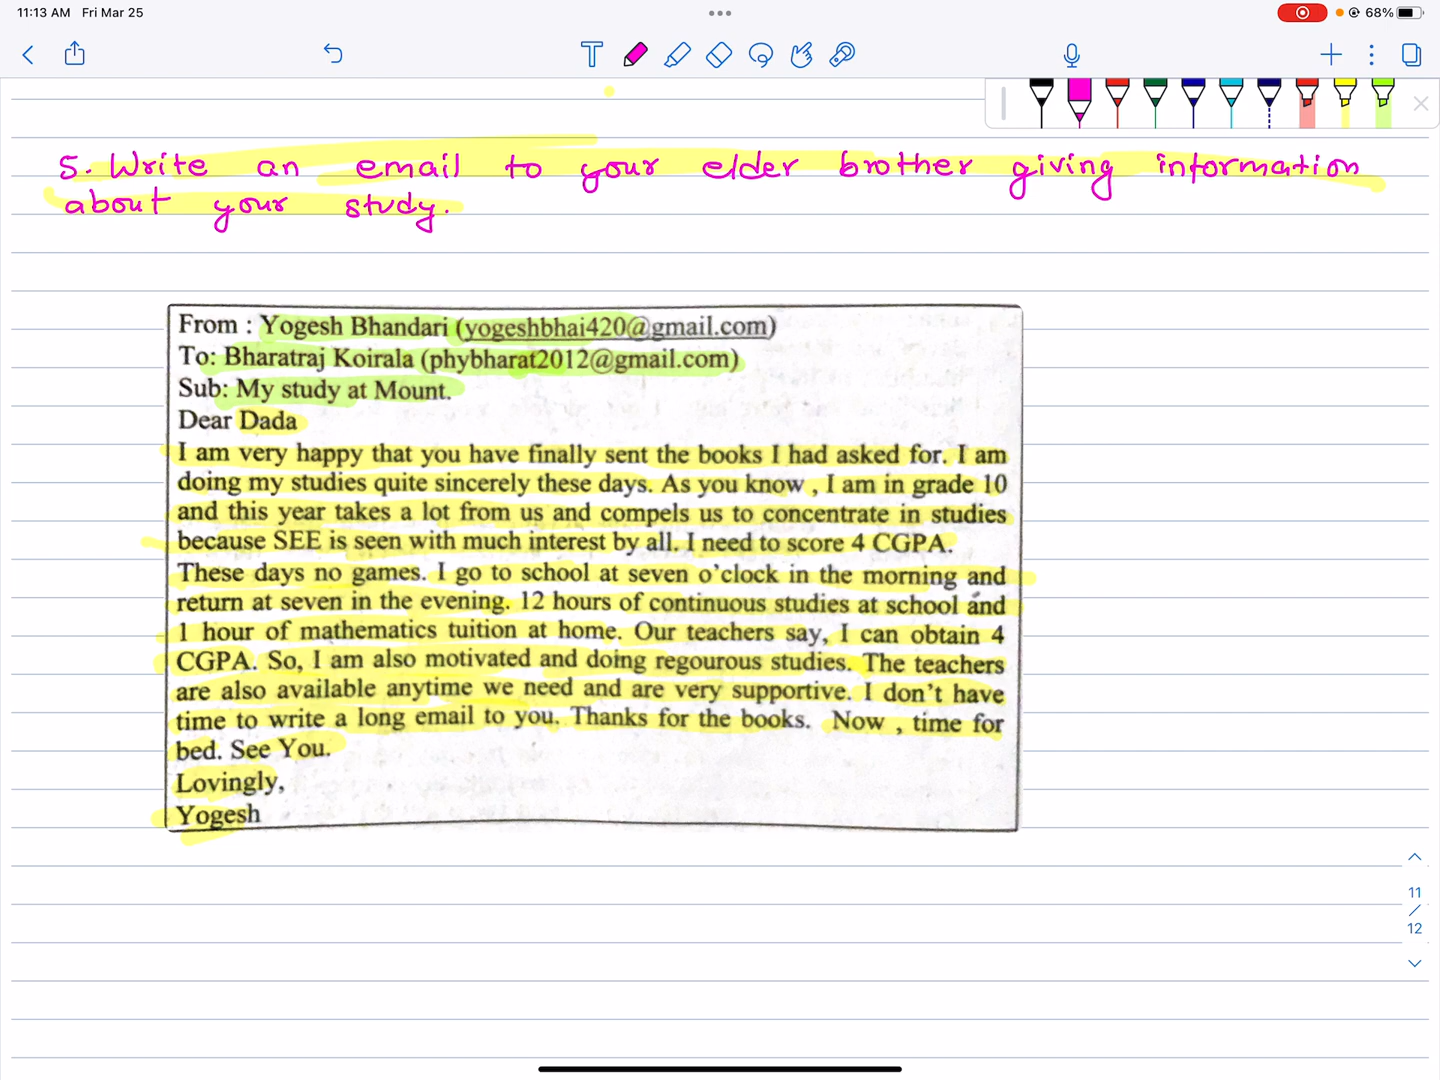 11:13 AM Fri Mar 25
68%
5. Write an email to your elder brother giving information
about your study.
From : Yogesh Bhandari (yogeshbhai420@gmail.com)
To: Bharatraj Koirala (phybharat2012@gmail.com)
Sub: My study at Mount.
Dear Dada
I am very happy that you have finally sent the books I had asked for. I am
doing my studies quite sincerely these days. As you know , I am in grade 10
and this year takes a lot from us and compels us to concentrate in studies
because SEE is seen with much interest by all. I need to score 4 CGPA.
These days no games. I go to school at seven o'clock in the morning and
return at seven in the evening. 12 hours of continuous studies at school and
1 hour of mathematics tuition at home. Our teachers say, I can obtain 4
CGPA. So, I am also motivated and doing regourous studies. The teachers
are also available anytime we need and are very supportive. I don't have
time to write a long email to you. Thanks for the books. Now , time for
bed. See You.
Lovingly,
Yogesh
11
/
12